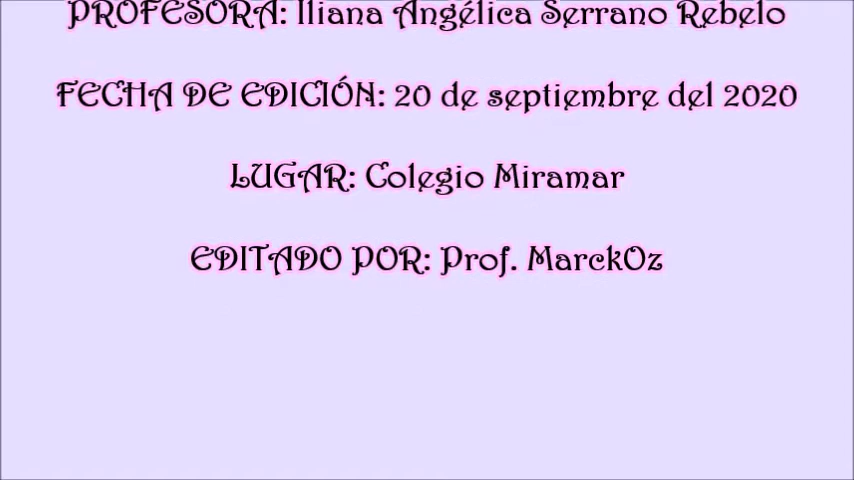 PROFESORA: Iliana Angélica Serrano Rebelo
FECHA DE EDICIÓN: 20 de septiembre del 2020
LUGAR: Colegio Miramar
EDITADO POR: Prof. MarckOz